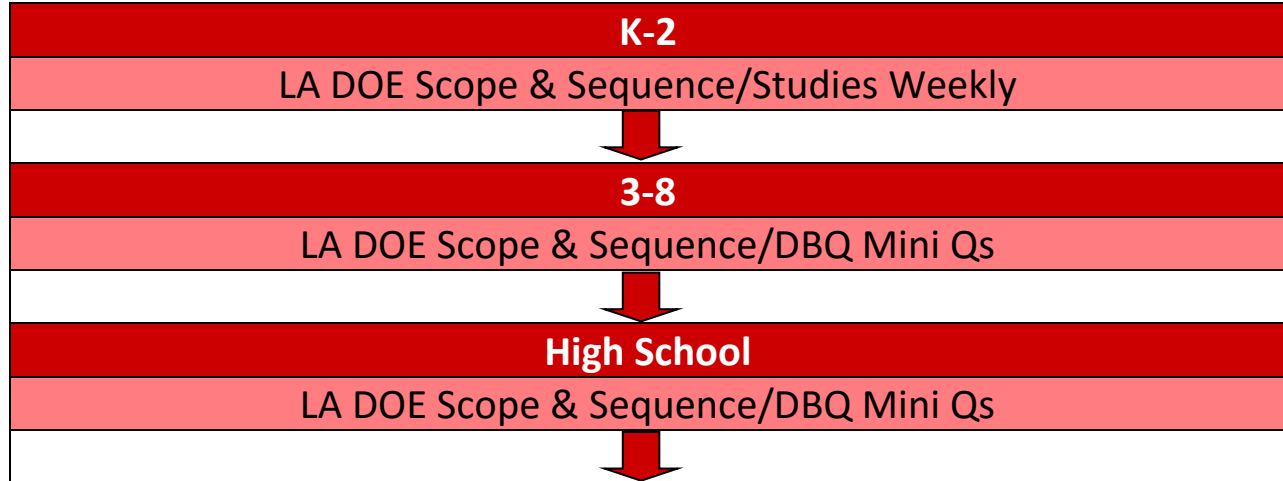 K-2
LA DOE Scope & Sequence/Studies Weekly
3-8
LA DOE Scope & Sequence/DBQ Mini Qs
High School
LA DOE Scope & Sequence/DBQ Mini Qs